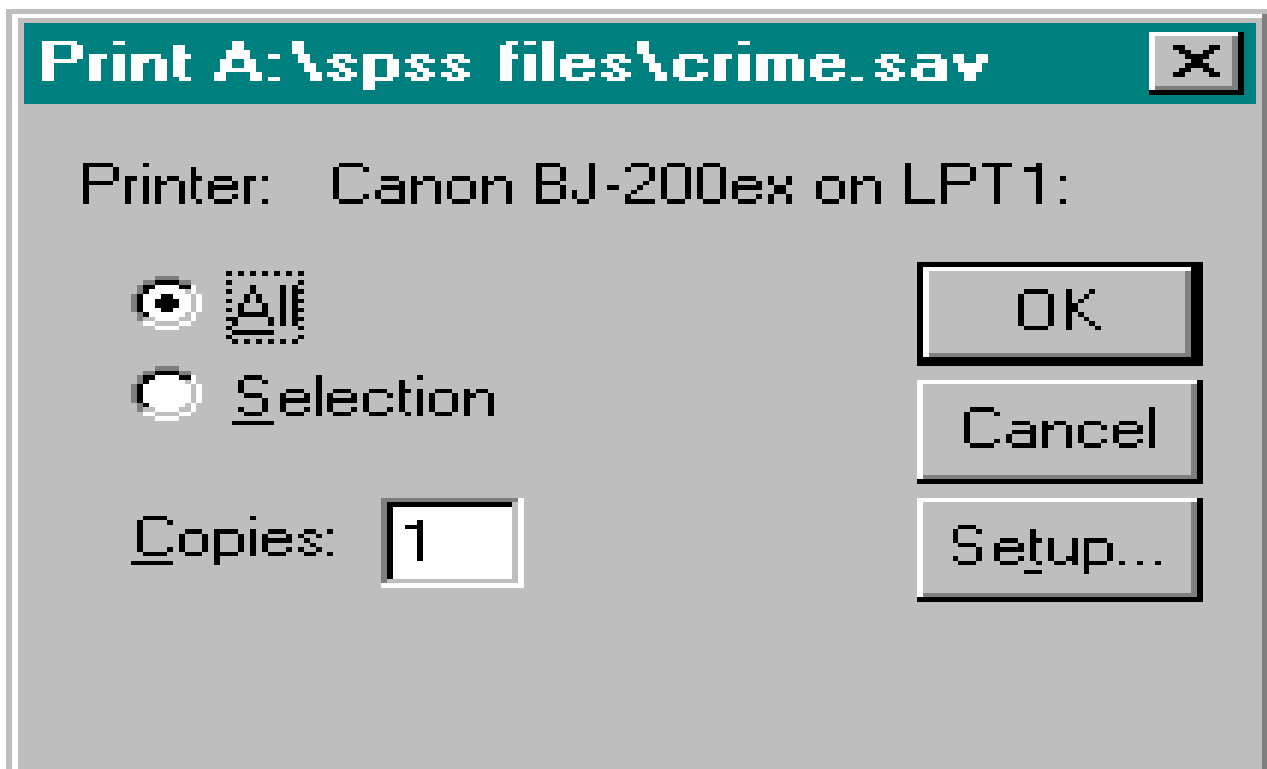 Print A:\spss files\crime.sav
Printer: Canon BJ-200ex on LPT1:
All
OK
Selection
Cancel
Copies: 1
Setup...